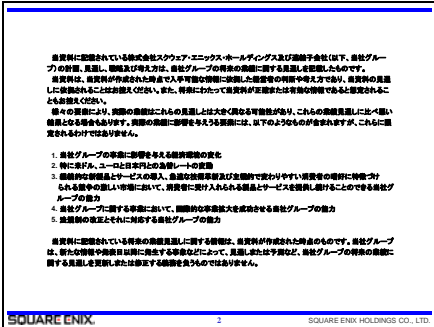 当資料に記載されている株式会社スクウェア・エニックス・ホールディングス及び連結子会社(以下、当社グルー
プ)の計画、見通し、戦略及び考え方は、当社グループの将来の業績に関する見通しを記載したものです。
当資料は、当資料が作成された時点で入手可能な情報に依拠した経営者の判断や考え方であり、当資料の見通
しに依拠されることはお控えください。また、将来にわたって当資料が正確または有効な情報であると想定されるこ
ともお控えください。
様々の要素により、実際の業績はこれらの見通しとは大きく異なる可能性があり、これらの業績見通しに比べ悪い
結果となる場合もあります。実際の業績に影響を与えうる要素には、以下のようなものが含まれますが、これらに限
定されるわけではありません。
1. 当社グループの事業に影響を与える経済環境の変化
2. 特に米ドル、ユーロと日本円との為替レートの変動
3. 継続的な新製品とサービスの導入、急速な技術革新及び主観的で変わりやすい消費者の嗜好に特徴づけ
られる競争の激しい市場において、消費者に受け入れられる製品とサービスを提供し続けることのできる当社グ
ループの能力
4. 当社グループに関する事業において、国際的な事業拡大を成功させる当社グループの能力
5. 法規制の改正とそれに対応する当社グループの能力
当資料に記載されている将来の業績見通しに関する情報は、当資料が作成された時点のものです。当社グループ
は、新たな情報や発表日以降に発生する事象などによって、見通しまたは予測など、当社グループの将来の業績に
関する見通しを更新しまたは修正する義務を負うものではありません。
SQUARE ENIX.
2
SQUARE ENIX HOLDINGS CO., LTD.